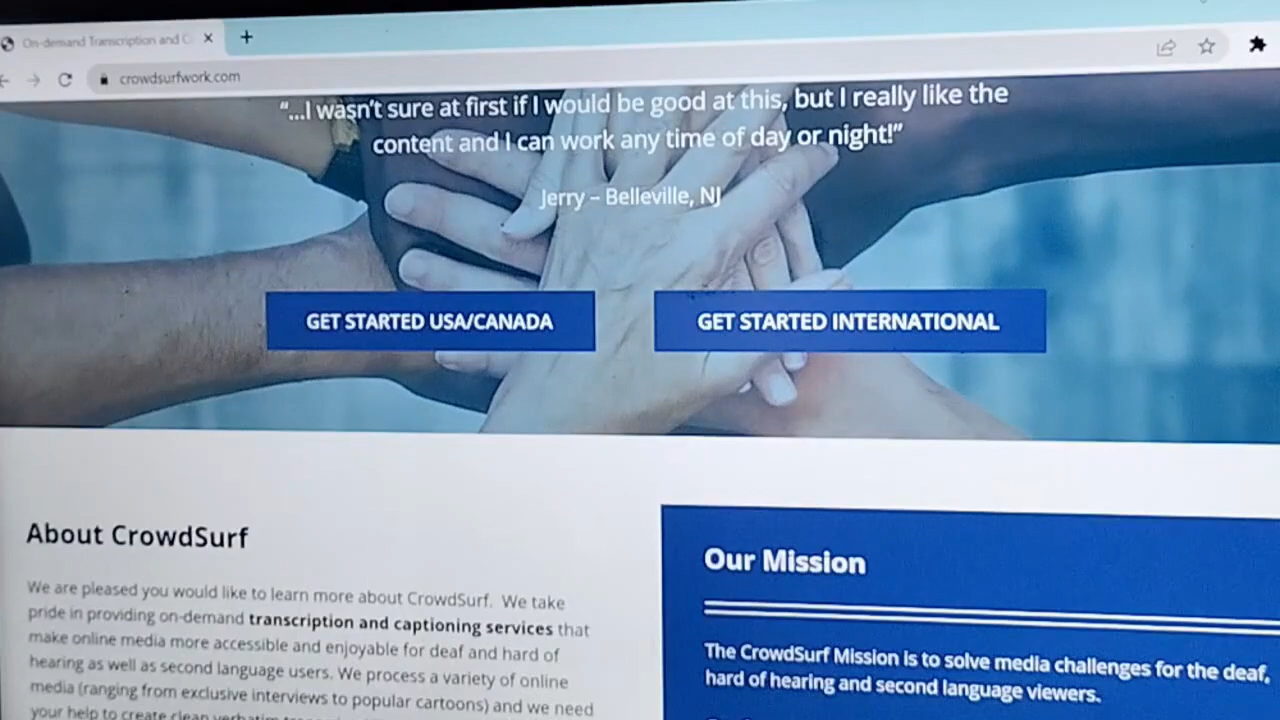 On-demand Transcription and C
crowdsurfwork.com
"...I wasn't sure at first if I would be good at this, but I really like the
content and I can work any time of day or night!"
Jerry – Belleville, NJ
GET STARTED USA/CANADA
GET STARTED INTERNATIONAL
About CrowdSurf
We are pleased you would like to learn more about CrowdSurf. We take
pride in providing on-demand transcription and captioning services that
make online media more accessible and enjoyable for deaf and hard of
hearing as well as second language users. We process a variety of online
media (ranging from exclusive interviews to popular cartoons) and we need
your help to create clean verbatim
Our Mission
The CrowdSurf Mission is to solve media challenges for the deaf,
hard of hearing and second language viewers.